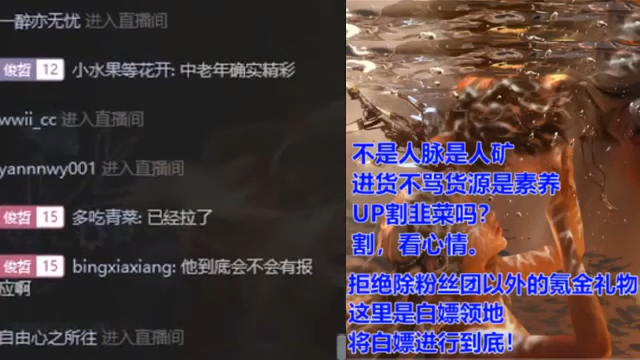 一醉亦无忧 进入直播间
俊哲 12 小水果等花开: 中老年确实精彩
wwii_cc 进入直播间
yannnwy001 进入直播间
俊哲 15 多吃青菜: 已经拉了
俊哲 15 bingxiaxiang: 他到底会不会有报
应啊
自由心之所往 进入直播间
不是人脉是人矿
进货不骂货源是素养
UP割韭菜吗?
割，看心情。
拒绝除粉丝团以外的氪金礼物
这里是白嫖领地
将白嫖进行到底!